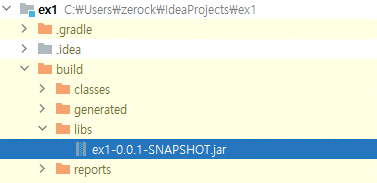 ex1 C:₩Users₩zerock₩IdeaProjects₩ex1
.gradle
.idea
build
classes
generated
libs
ex1-0.0.1-SNAPSHOT.jar
reports